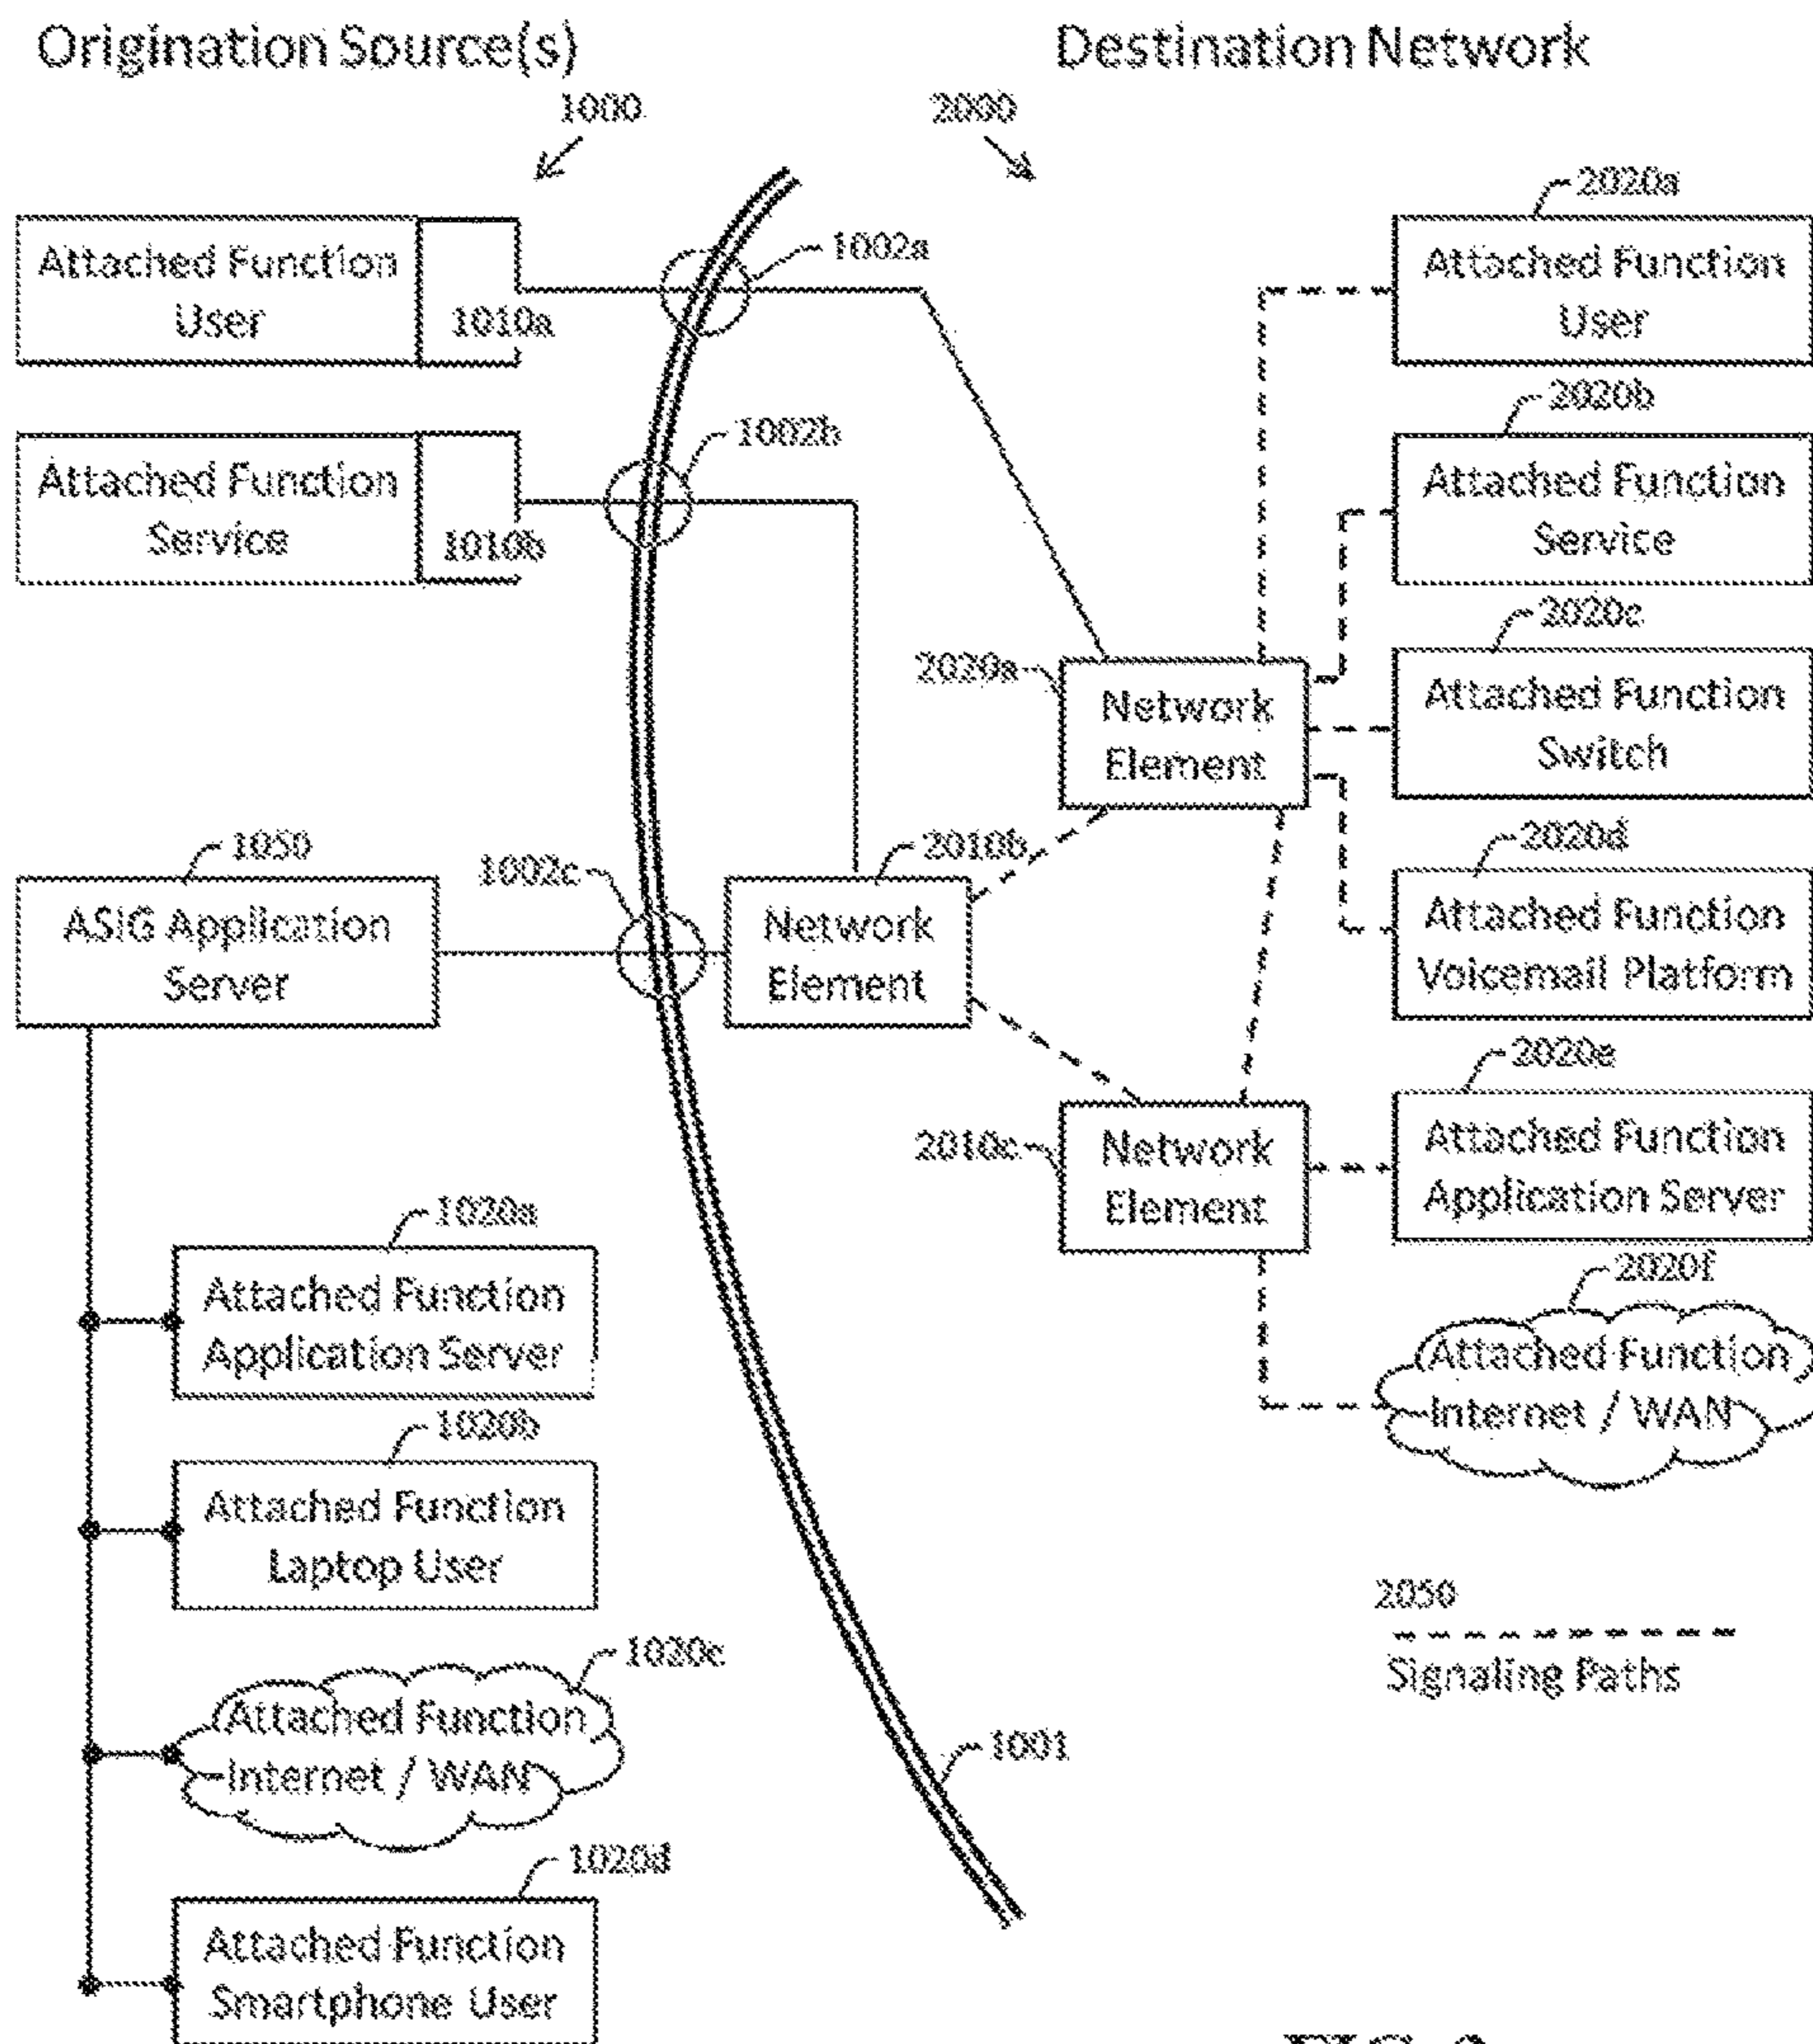 Origination Source(s)
Destination Network
1000
2000
Attached Function
User
1010a
1002a
2020a
Attached Function
User
Attached Function
Service
1010b
1002b
2020b
Attached Function
Service
2020c
Attached Function
Switch
2020a
Network
Element
1050
ASIG Application
Server
1002c
2010b
Network
Element
2020d
Attached Function
Voicemail Platform
2020e
Attached Function
Application Server
2010c
Network
Element
2020f
Attached Function
Internet / WAN
1020a
Attached Function
Application Server
1020b
Attached Function
Laptop User
1020c
Attached Function
Internet / WAN
1020d
Attached Function
Smartphone User
2050
Signaling Paths
1001